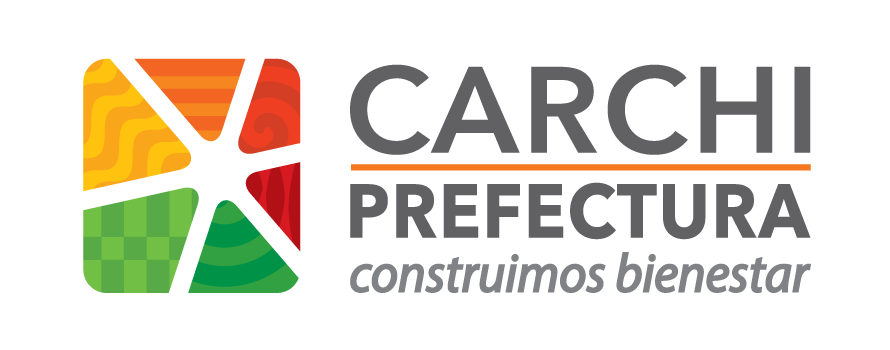 CARCHI
PREFECTURA
construimos bienestar